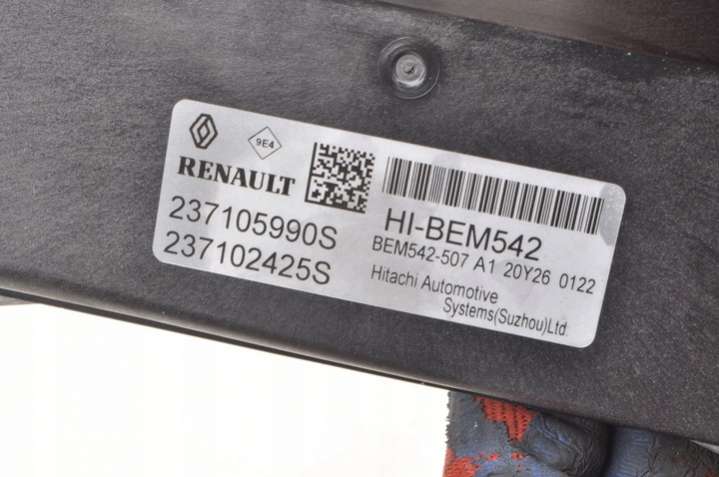 9E4
RENAULT
237105990S
237102425S
HI-BEM542
BEM542-507 A1 20Y26 0122
Hitachi Automotive
Systems(Suzhou)Ltd.